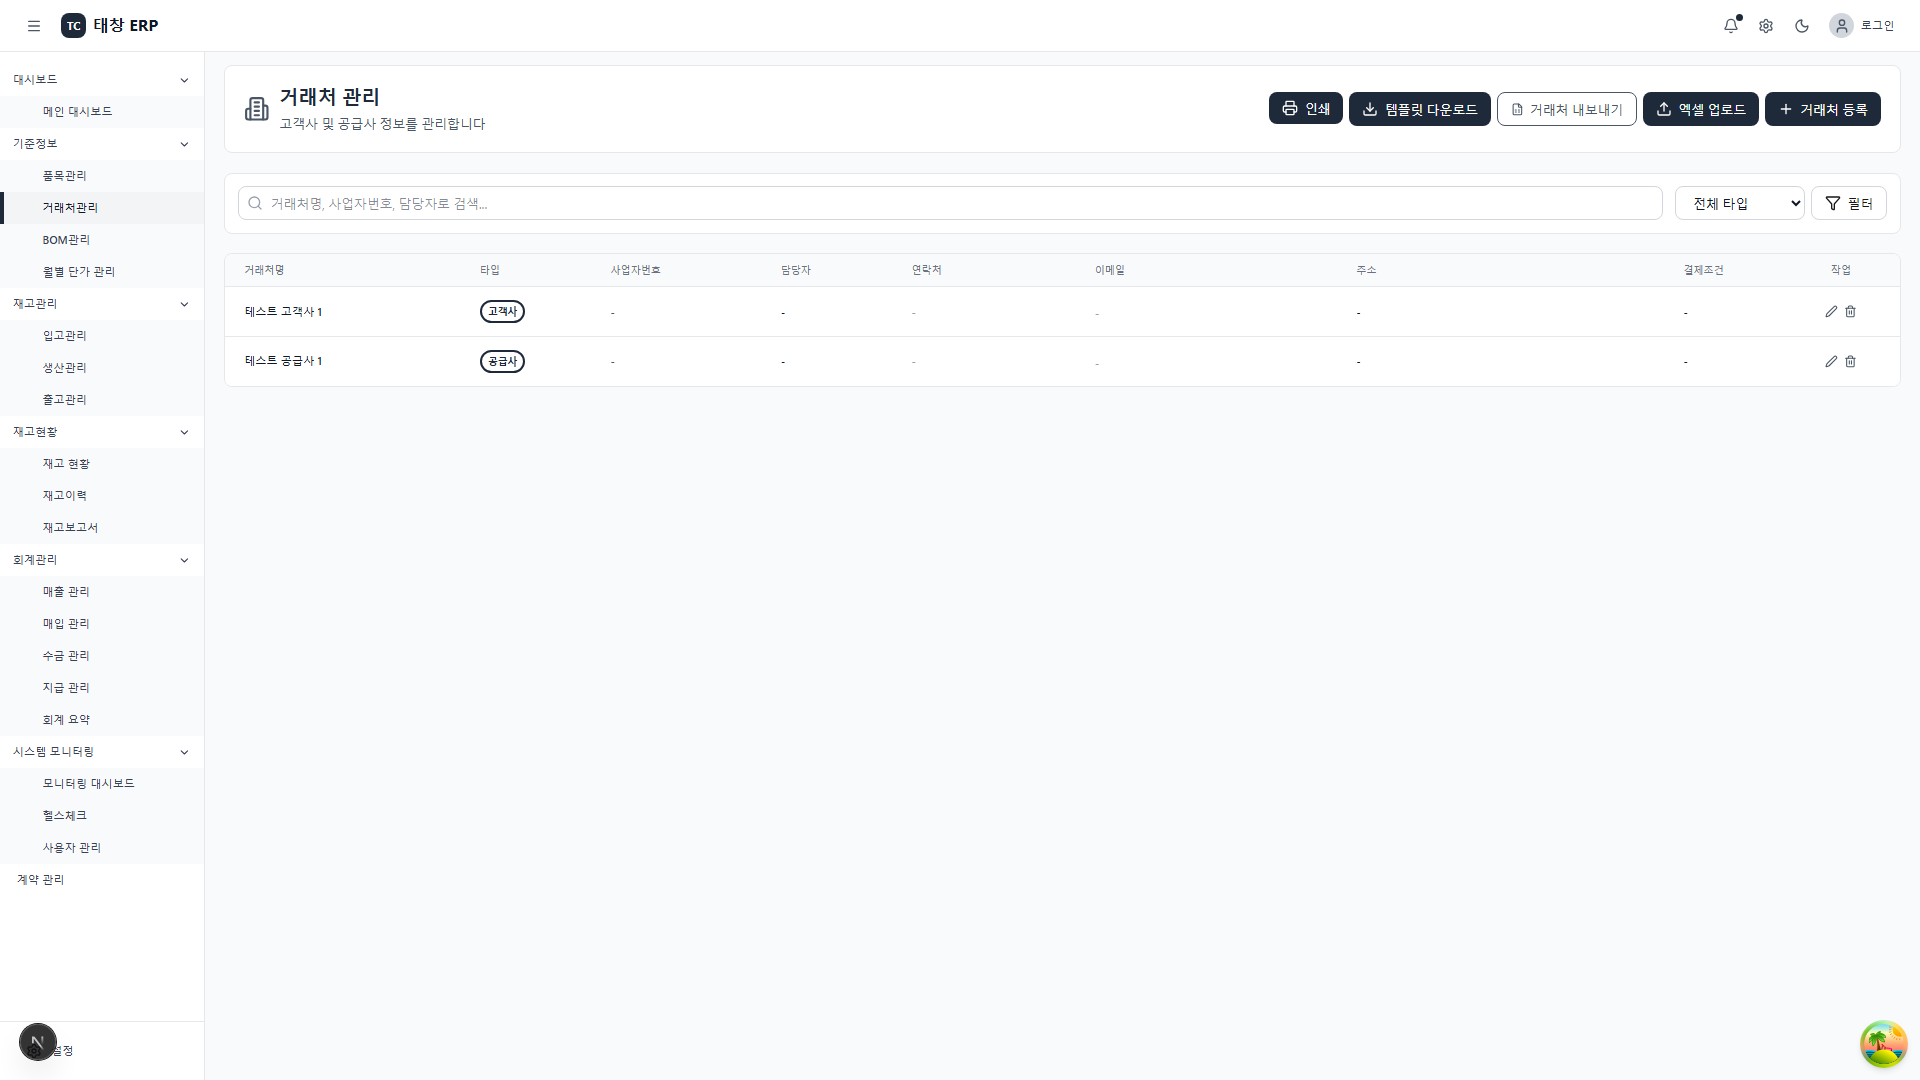 TC 태창 ERP
로그인
대시보드
메인 대시보드
기준정보
품목관리
거래처관리
BOM관리
월별 단가 관리
재고관리
입고관리
생산관리
출고관리
재고현황
재고 현황
재고이력
재고보고서
회계관리
매출 관리
매입 관리
수금 관리
지급 관리
회계 요약
시스템 모니터링
모니터링 대시보드
헬스체크
사용자 관리
계약 관리
N
설정
거래처 관리
고객사 및 공급사 정보를 관리합니다
인쇄
템플릿 다운로드
거래처 내보내기
엑셀 업로드
거래처 등록
거래처명, 사업자번호, 담당자로 검색...
전체 타입
필터
거래처명 타입 사업자번호 담당자 연락처 이메일 주소 결제조건 작업
테스트 고객사 1 고객사 - - - - - -
테스트 공급사 1 공급사 - - - - - -